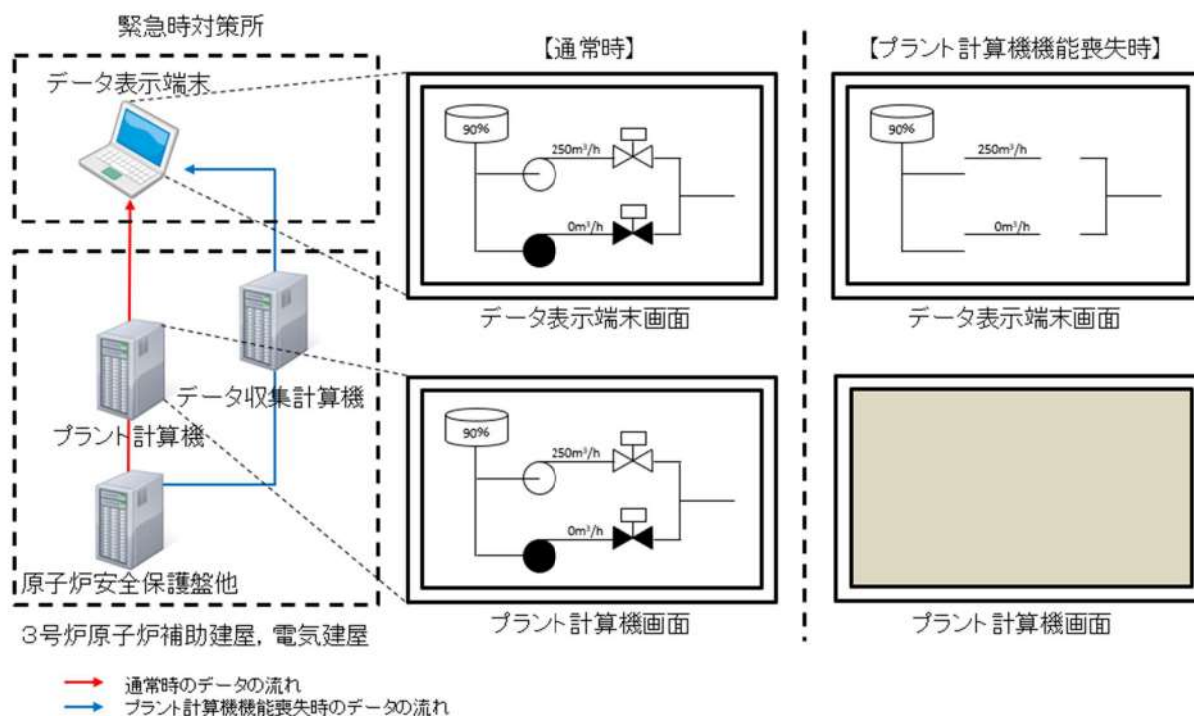 緊急時対策所
データ表示端末
データ収集計算機
プラント計算機
原子炉安全保護盤他
3号炉原子炉補助建屋,電気建屋
【通常時】
90%
250m³/h
0m³/h
データ表示端末画面
90%
250m³/h
0m³/h
プラント計算機画面
【プラント計算機機能喪失時】
90%
250m³/h
0m³/h
データ表示端末画面
プラント計算機画面
通常時のデータの流れ
プラント計算機機能喪失時のデータの流れ